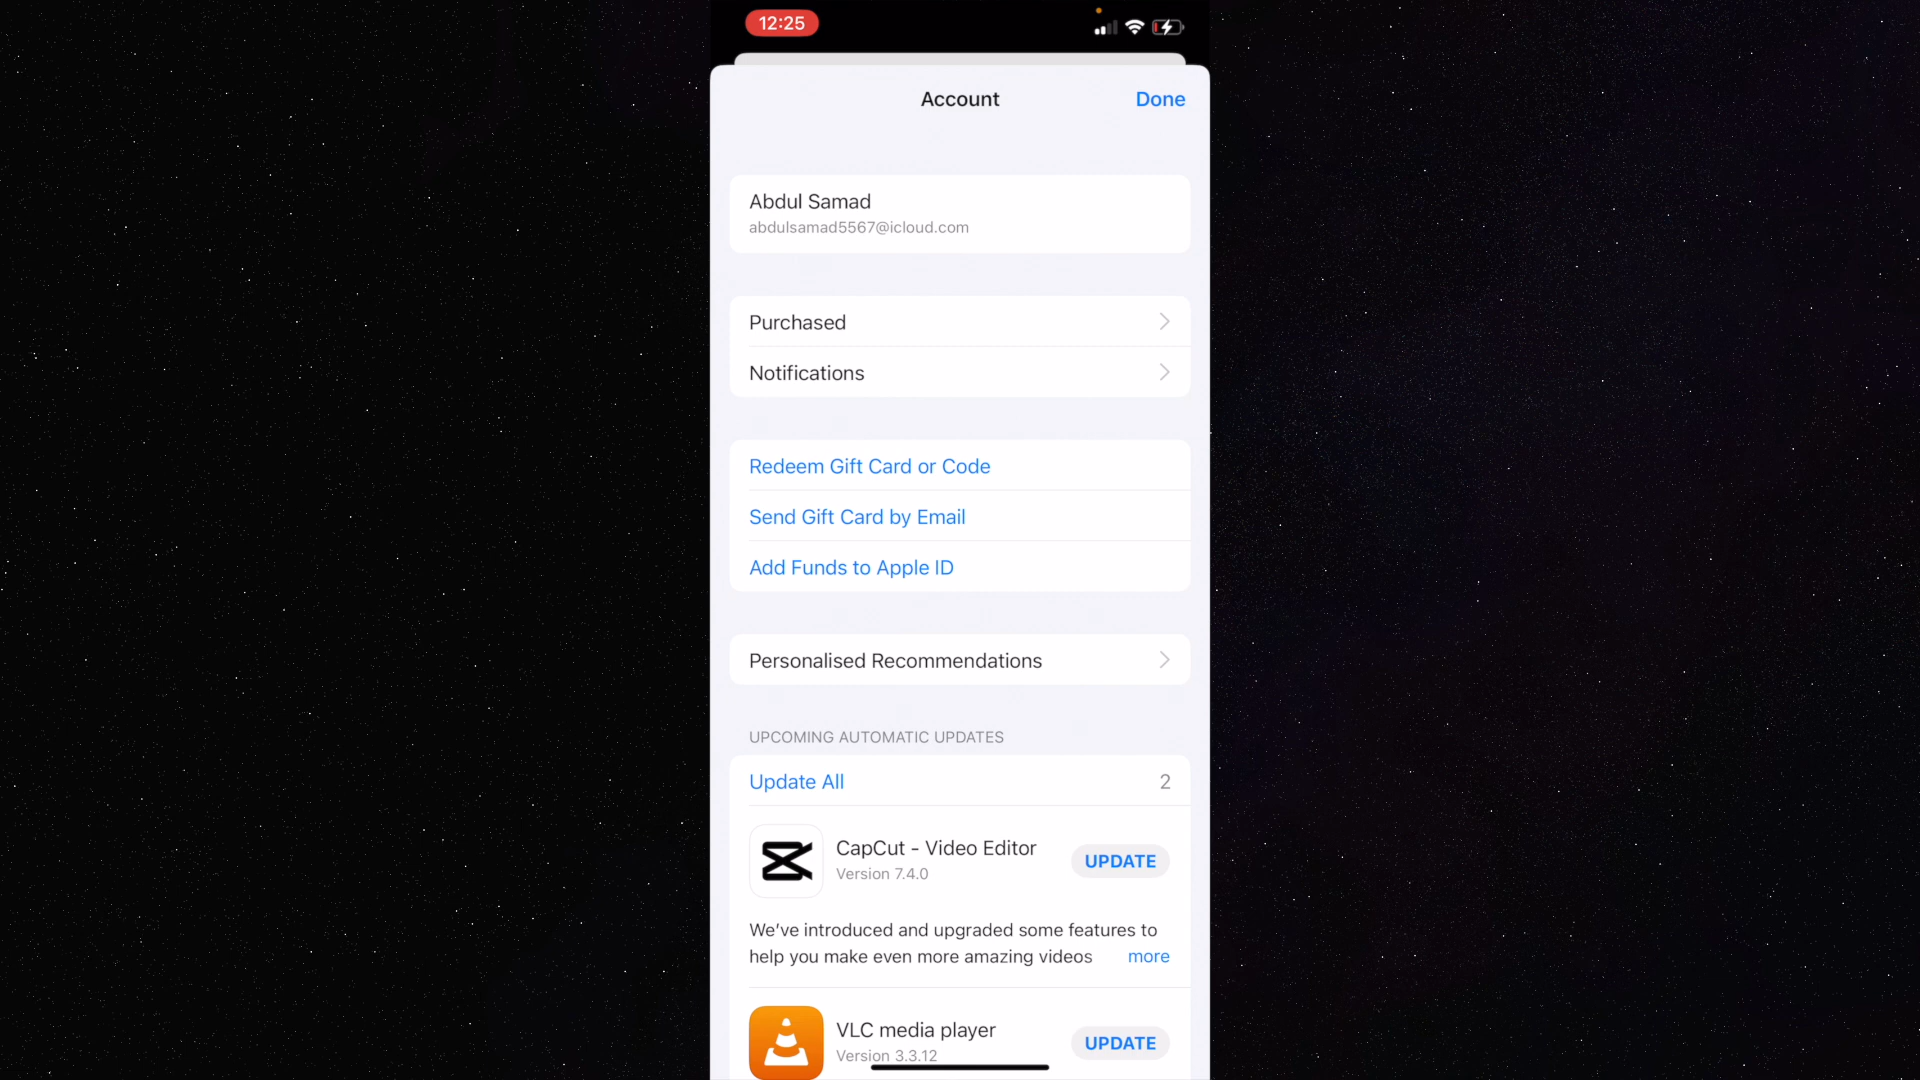 12:25
Account
Done
Abdul Samad
abdulsamad5567@icloud.com
Purchased
Notifications
Redeem Gift Card or Code
Send Gift Card by Email
Add Funds to Apple ID
Personalised Recommendations
UPCOMING AUTOMATIC UPDATES
Update All 2
CapCut - Video Editor
Version 7.4.0
UPDATE
We've introduced and upgraded some features to
help you make even more amazing videos more
VLC media player
Version 3.3.12
UPDATE